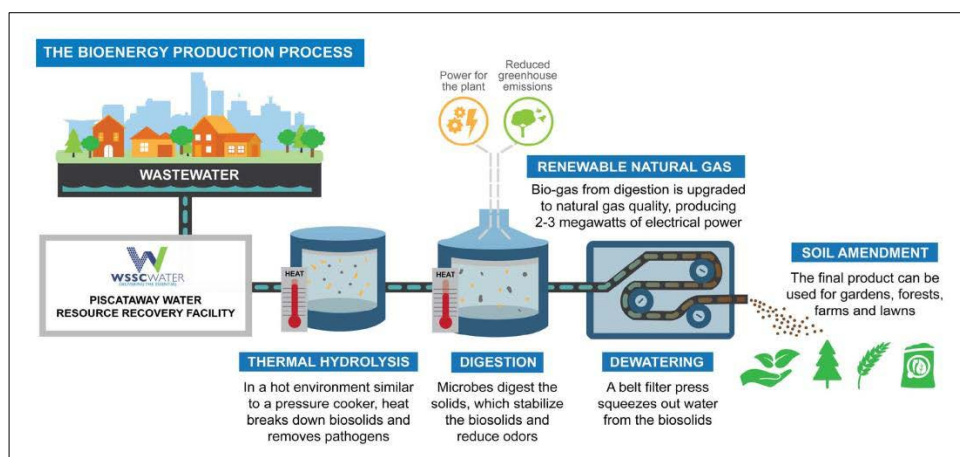 THE BIOENERGY PRODUCTION PROCESS
WASTEWATER
WSSCWATER
DELIVERING THE ESSENTIAL
PISCATAWAY WATER
RESOURCE RECOVERY FACILITY
HEAT
THERMAL HYDROLYSIS
In a hot environment similar
to a pressure cooker, heat
breaks down biosolids and
removes pathogens
Power for
the plant
Reduced
greenhouse
emissions
HEAT
DIGESTION
Microbes digest the
solids, which stabilize
the biosolids and
reduce odors
RENEWABLE NATURAL GAS
Bio-gas from digestion is upgraded
to natural gas quality, producing
2-3 megawatts of electrical power
DEWATERING
A belt filter press
squeezes out water
from the biosolids
SOIL AMENDMENT
The final product can be
used for gardens, forests,
farms and lawns